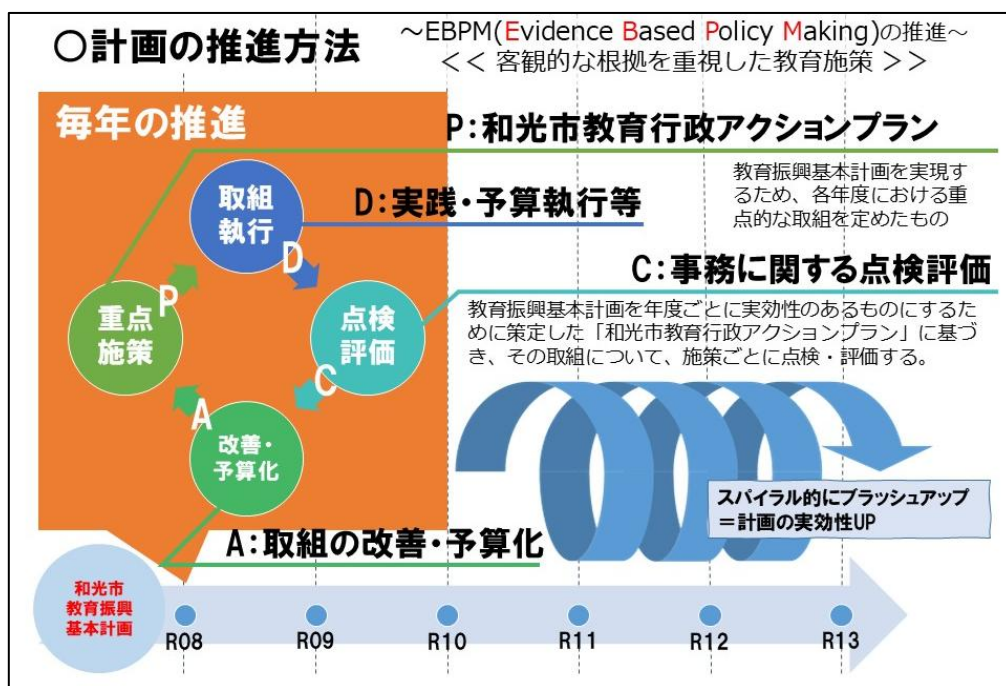 〇計画の推進方法
～EBPM(Evidence Based Policy Making)の推進～
＜＜ 客観的な根拠を重視した教育施策 ＞＞
毎年の推進
P：和光市教育行政アクションプラン
教育振興基本計画を実現す
るため、各年度における重
点的な取組を定めたもの
取組
執行
D：実践・予算執行等
D
C：事務に関する点検評価
教育振興基本計画を年度ごとに実効性のあるものにするた
めに策定した「和光市教育行政アクションプラン」に基づ
き、その取組について、施策ごとに点検・評価する。
P
重点
施策
点検
評価
C
A
改善・
予算化
スパイラル的にブラッシュアップ
＝計画の実効性UP
A：取組の改善・予算化
和光市
教育振興
基本計画
R08
R09
R10
R11
R12
R13